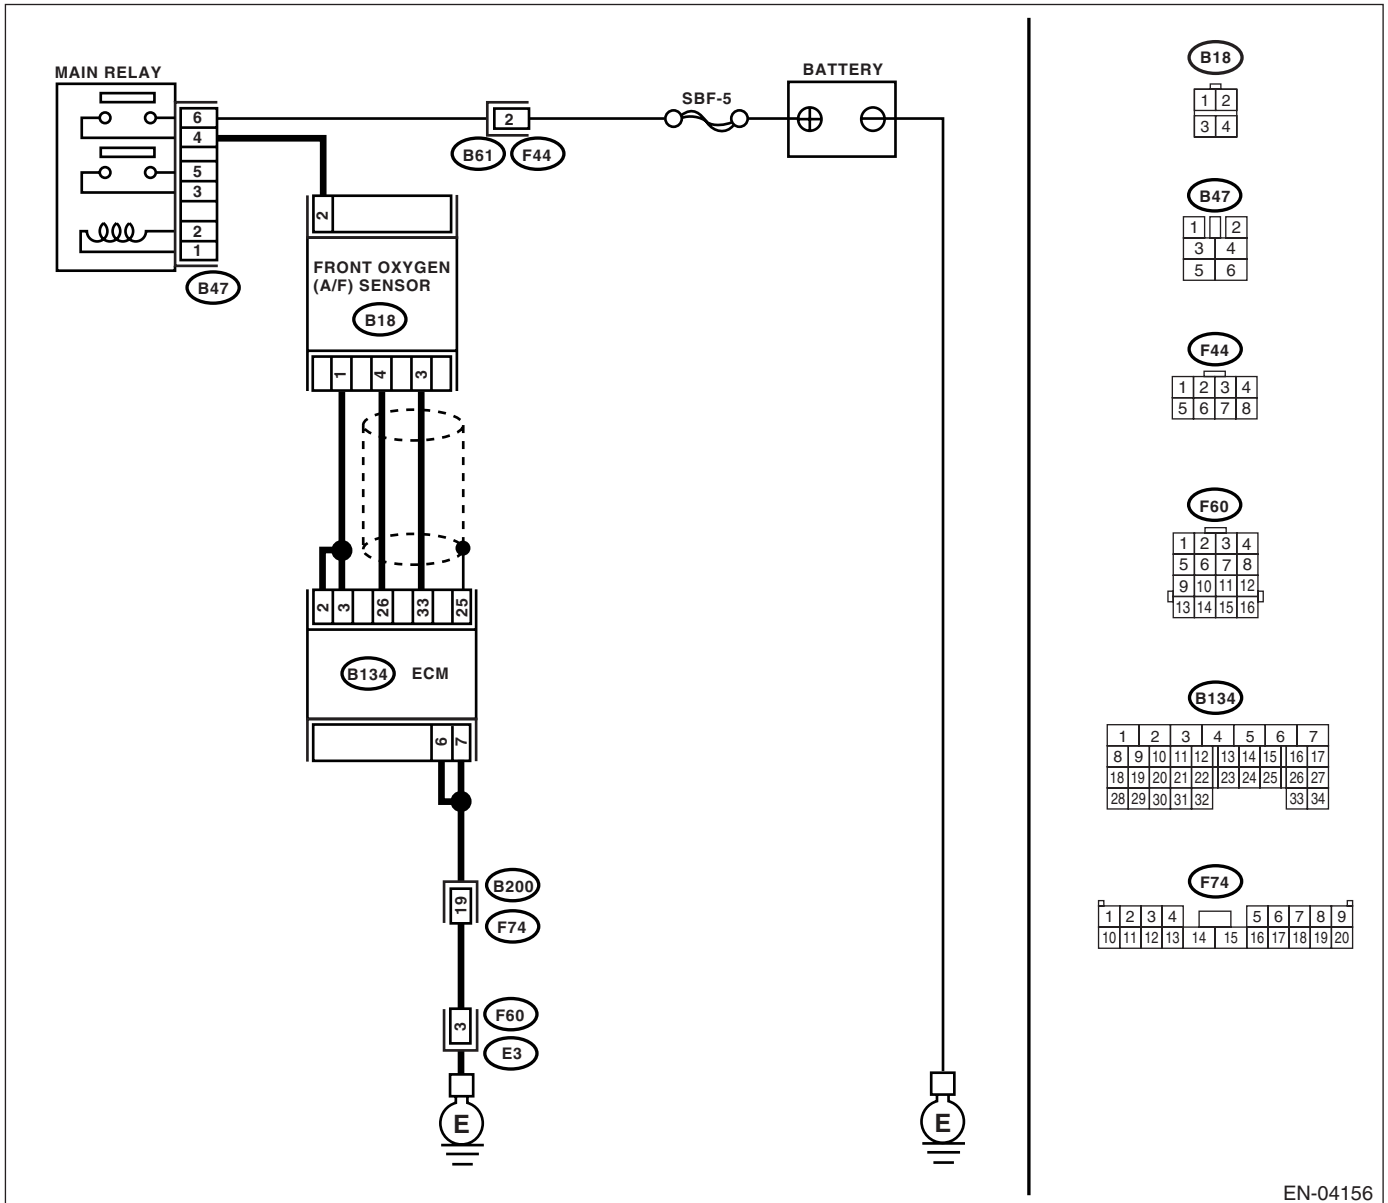 MAIN RELAY
BATTERY
SBF-5
6
4
5
3
2
1
B47
2
B61 F44
2
FRONT OXYGEN
(A/F) SENSOR
B18
1 4 3
2 3 26 33 25
B134 ECM
6 7
19
B200
F74
3
F60
E3
E
E
B18
1 2
3 4
B47
1 2
3 4
5 6
F44
1 2 3 4
5 6 7 8
F60
1 2 3 4
5 6 7 8
9 10 11 12
13 14 15 16
B134
1 2 3 4 5 6 7
8 9 10 11 12 13 14 15 16 17
18 19 20 21 22 23 24 25 26 27
28 29 30 31 32 33 34
F74
1 2 3 4 5 6 7 8 9
10 11 12 13 14 15 16 17 18 19 20
EN-04156